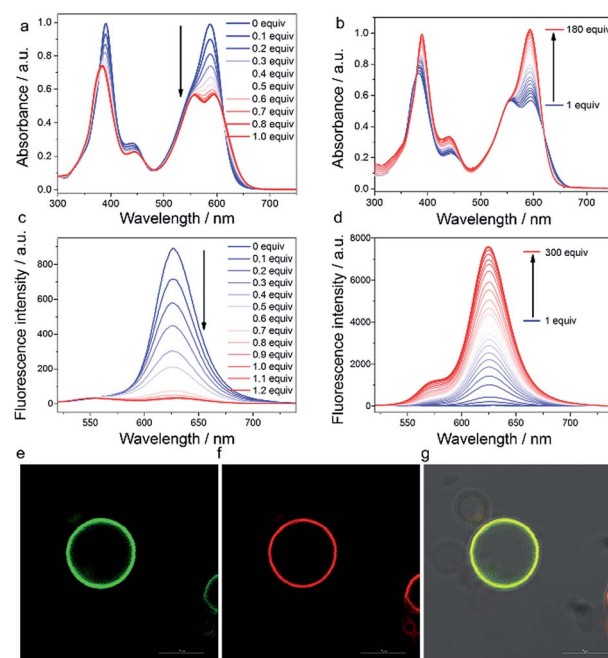 a
0 equiv
0.1 equiv
0.2 equiv
0.3 equiv
0.4 equiv
0.5 equiv
0.6 equiv
0.7 equiv
0.8 equiv
1.0 equiv
Absorbance / a.u.
1.0
0.8
0.6
0.4
0.2
0.0
300 400 500 600 700
Wavelength / nm
b
180 equiv
1 equiv
Absorbance / a.u.
1.0
0.8
0.6
0.4
0.2
0.0
300 400 500 600 700
Wavelength / nm
c
0 equiv
0.1 equiv
0.2 equiv
0.3 equiv
0.4 equiv
0.5 equiv
0.6 equiv
0.7 equiv
0.8 equiv
0.9 equiv
1.0 equiv
1.1 equiv
1.2 equiv
Fluorescence intensity / a.u.
800
600
400
200
0
550 600 650 700
Wavelength / nm
d
300 equiv
1 equiv
Fluorescence intensity / a.u.
8000
6000
4000
2000
0
550 600 650 700
Wavelength / nm
e
f
g